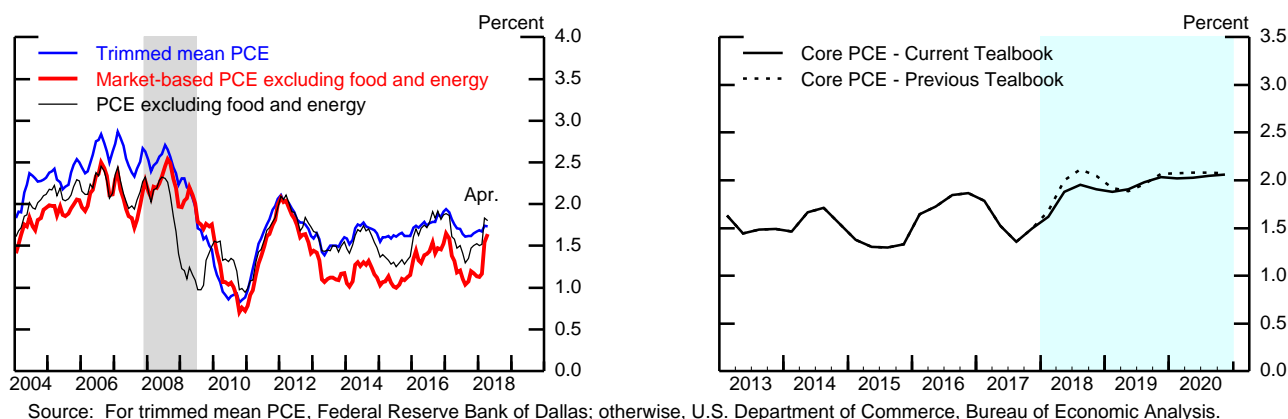 Percent
4.0
Trimmed mean PCE
Market-based PCE excluding food and energy
PCE excluding food and energy
3.5
3.0
2.5
2.0
1.5
1.0
0.5
0.0
Apr.
2004 2006 2008 2010 2012 2014 2016 2018
Percent
3.5
Core PCE - Current Tealbook
Core PCE - Previous Tealbook
3.0
2.5
2.0
1.5
1.0
0.5
0.0
2013 2014 2015 2016 2017 2018 2019 2020
Source: For trimmed mean PCE, Federal Reserve Bank of Dallas; otherwise, U.S. Department of Commerce, Bureau of Economic Analysis.